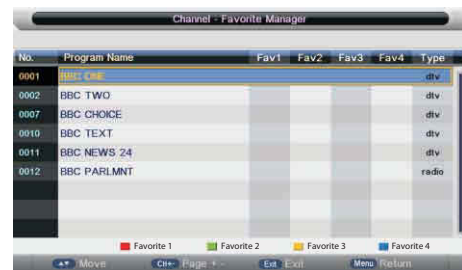 Channel - Favorite Manager
No. Program Name Fav1 Fav2 Fav3 Fav4 Type
0001 BBC ONE dtv
0002 BBC TWO dtv
0007 BBC CHOICE dtv
0010 BBC TEXT dtv
0011 BBC NEWS 24 dtv
0012 BBC PARLMNT radio
Favorite 1 Favorite 2 Favorite 3 Favorite 4
▲▼ Move CH+- Page + - Exit Exit Menu Return